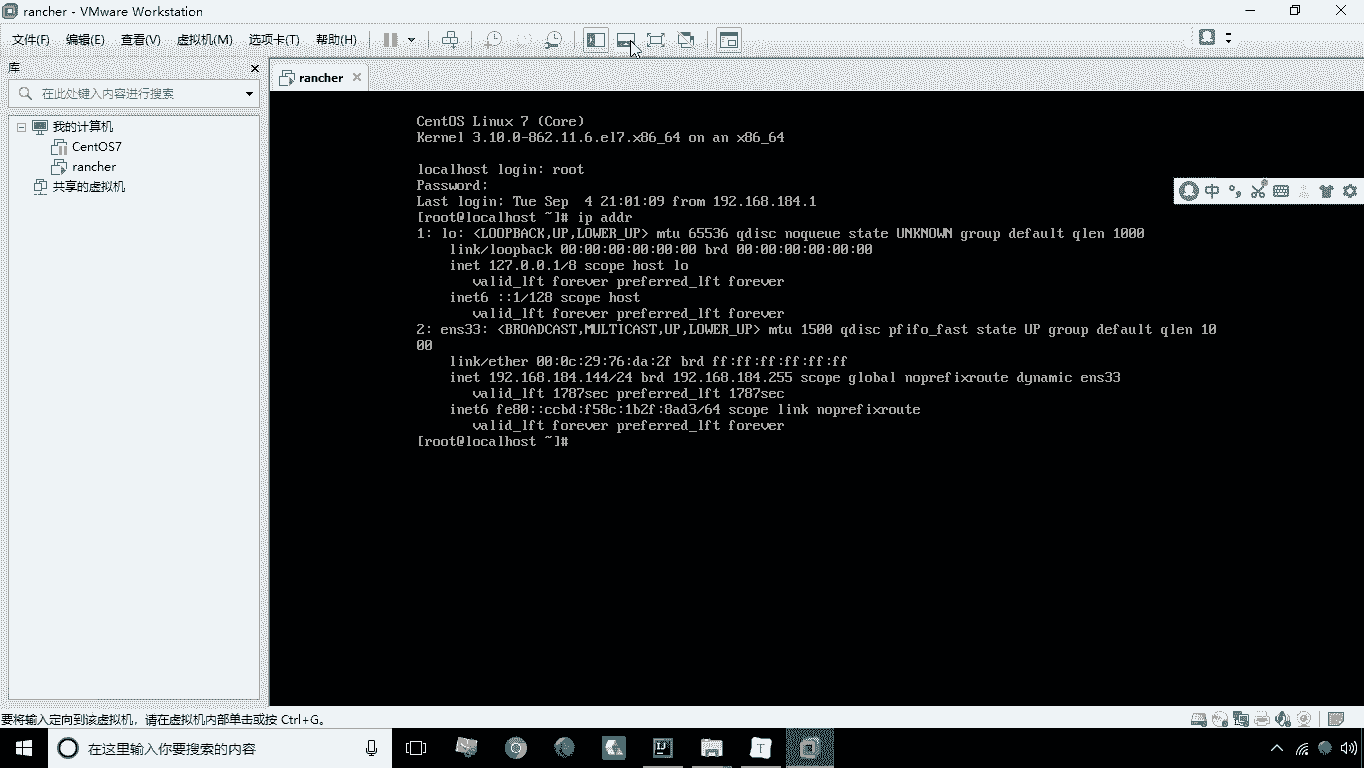 rancher - VMware Workstation
文件(F) 编辑(E) 查看(V) 虚拟机(M) 选项卡(T) 帮助(H)
库
在此处键入内容进行搜索
我的计算机
CentOS7
rancher
共享的虚拟机
rancher
CentOS Linux 7 (Core)
Kernel 3.10.0-862.11.6.el7.x86_64 on an x86_64
localhost login: root
Password:
Last login: Tue Sep  4 21:01:09 from 192.168.184.1
[root@localhost ~]# ip addr
1: lo: <LOOPBACK,UP,LOWER_UP> mtu 65536 qdisc noqueue state UNKNOWN group default qlen 1000
    link/loopback 00:00:00:00:00:00 brd 00:00:00:00:00:00
    inet 127.0.0.1/8 scope host lo
       valid_lft forever preferred_lft forever
    inet6 ::1/128 scope host
       valid_lft forever preferred_lft forever
2: ens33: <BROADCAST,MULTICAST,UP,LOWER_UP> mtu 1500 qdisc pfifo_fast state UP group default qlen 10
00
    link/ether 00:0c:29:76:da:2f brd ff:ff:ff:ff:ff:ff
    inet 192.168.184.144/24 brd 192.168.184.255 scope global noprefixroute dynamic ens33
       valid_lft 1787sec preferred_lft 1787sec
    inet6 fe80::ccbd:f58c:1b2f:8ad3/64 scope link noprefixroute
       valid_lft forever preferred_lft forever
[root@localhost ~]#
中
要将输入定向到该虚拟机，请在虚拟机内部单击或按 Ctrl+G。
在这里输入你要搜索的内容
IJ
T